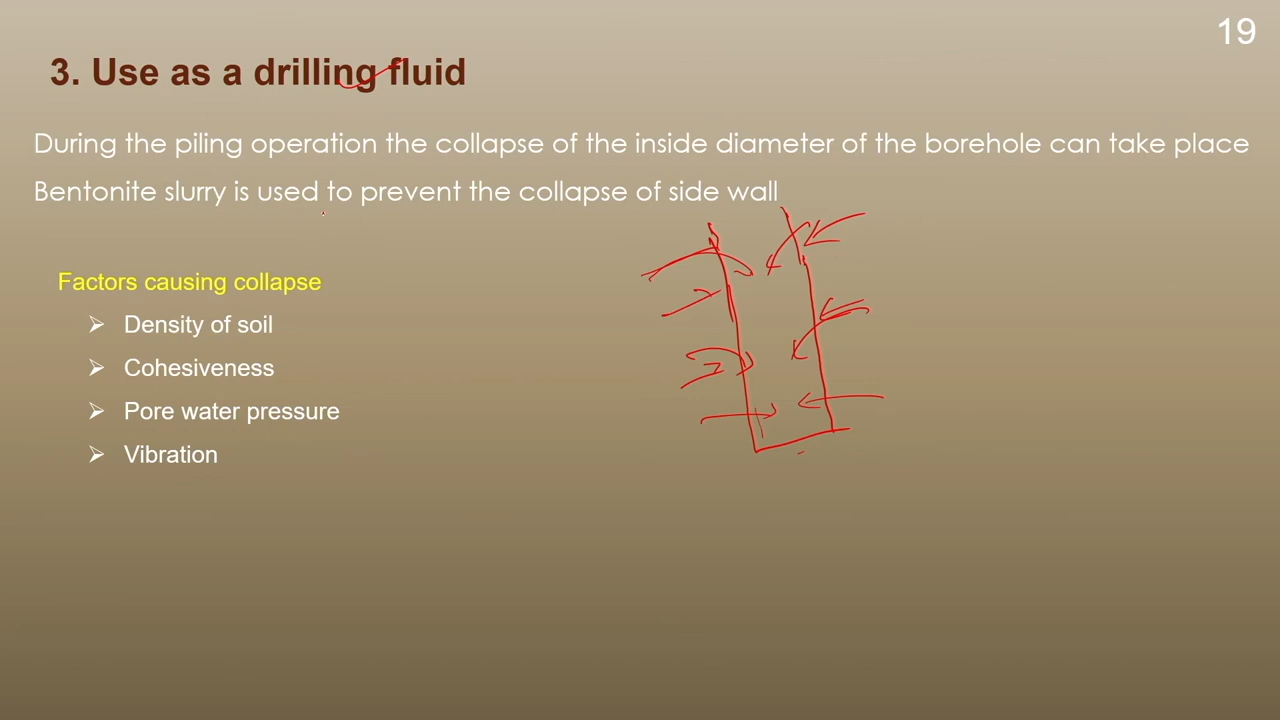 19
3. Use as a drilling fluid
During the piling operation the collapse of the inside diameter of the borehole can take place
Bentonite slurry is used to prevent the collapse of side wall
Factors causing collapse
Density of soil
Cohesiveness
Pore water pressure
Vibration